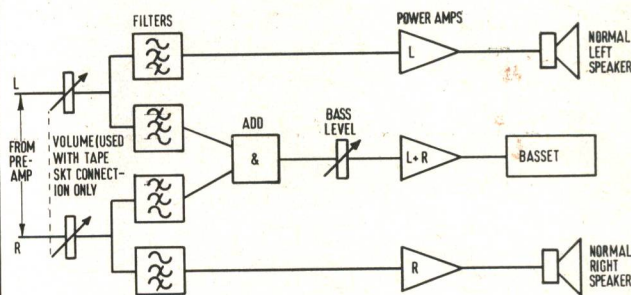 FILTERS
POWER AMPS
L
NORMAL
LEFT
SPEAKER
L
FROM
PRE-
AMP
VOLUME(USED
WITH TAPE
SKT CONNECT-
ION ONLY
ADD
&
BASS
LEVEL
L+R
BASSET
R
R
NORMAL
RIGHT
SPEAKER